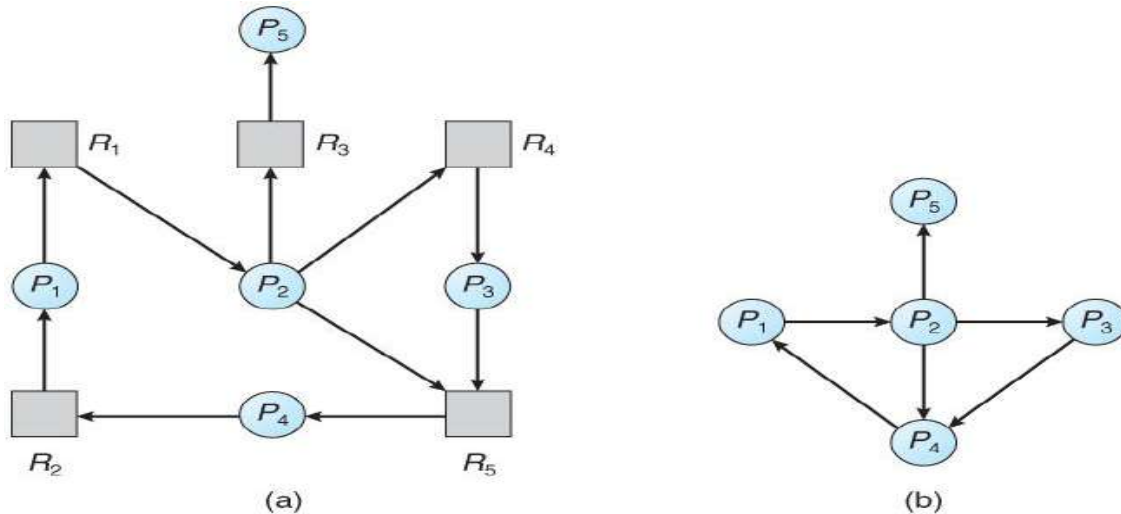 P₅
R₁ R₃ R₄
P₅
P₁ P₂ P₃
P₁ P₂ P₃
P₄
P₄
R₂ R₅
(a) (b)